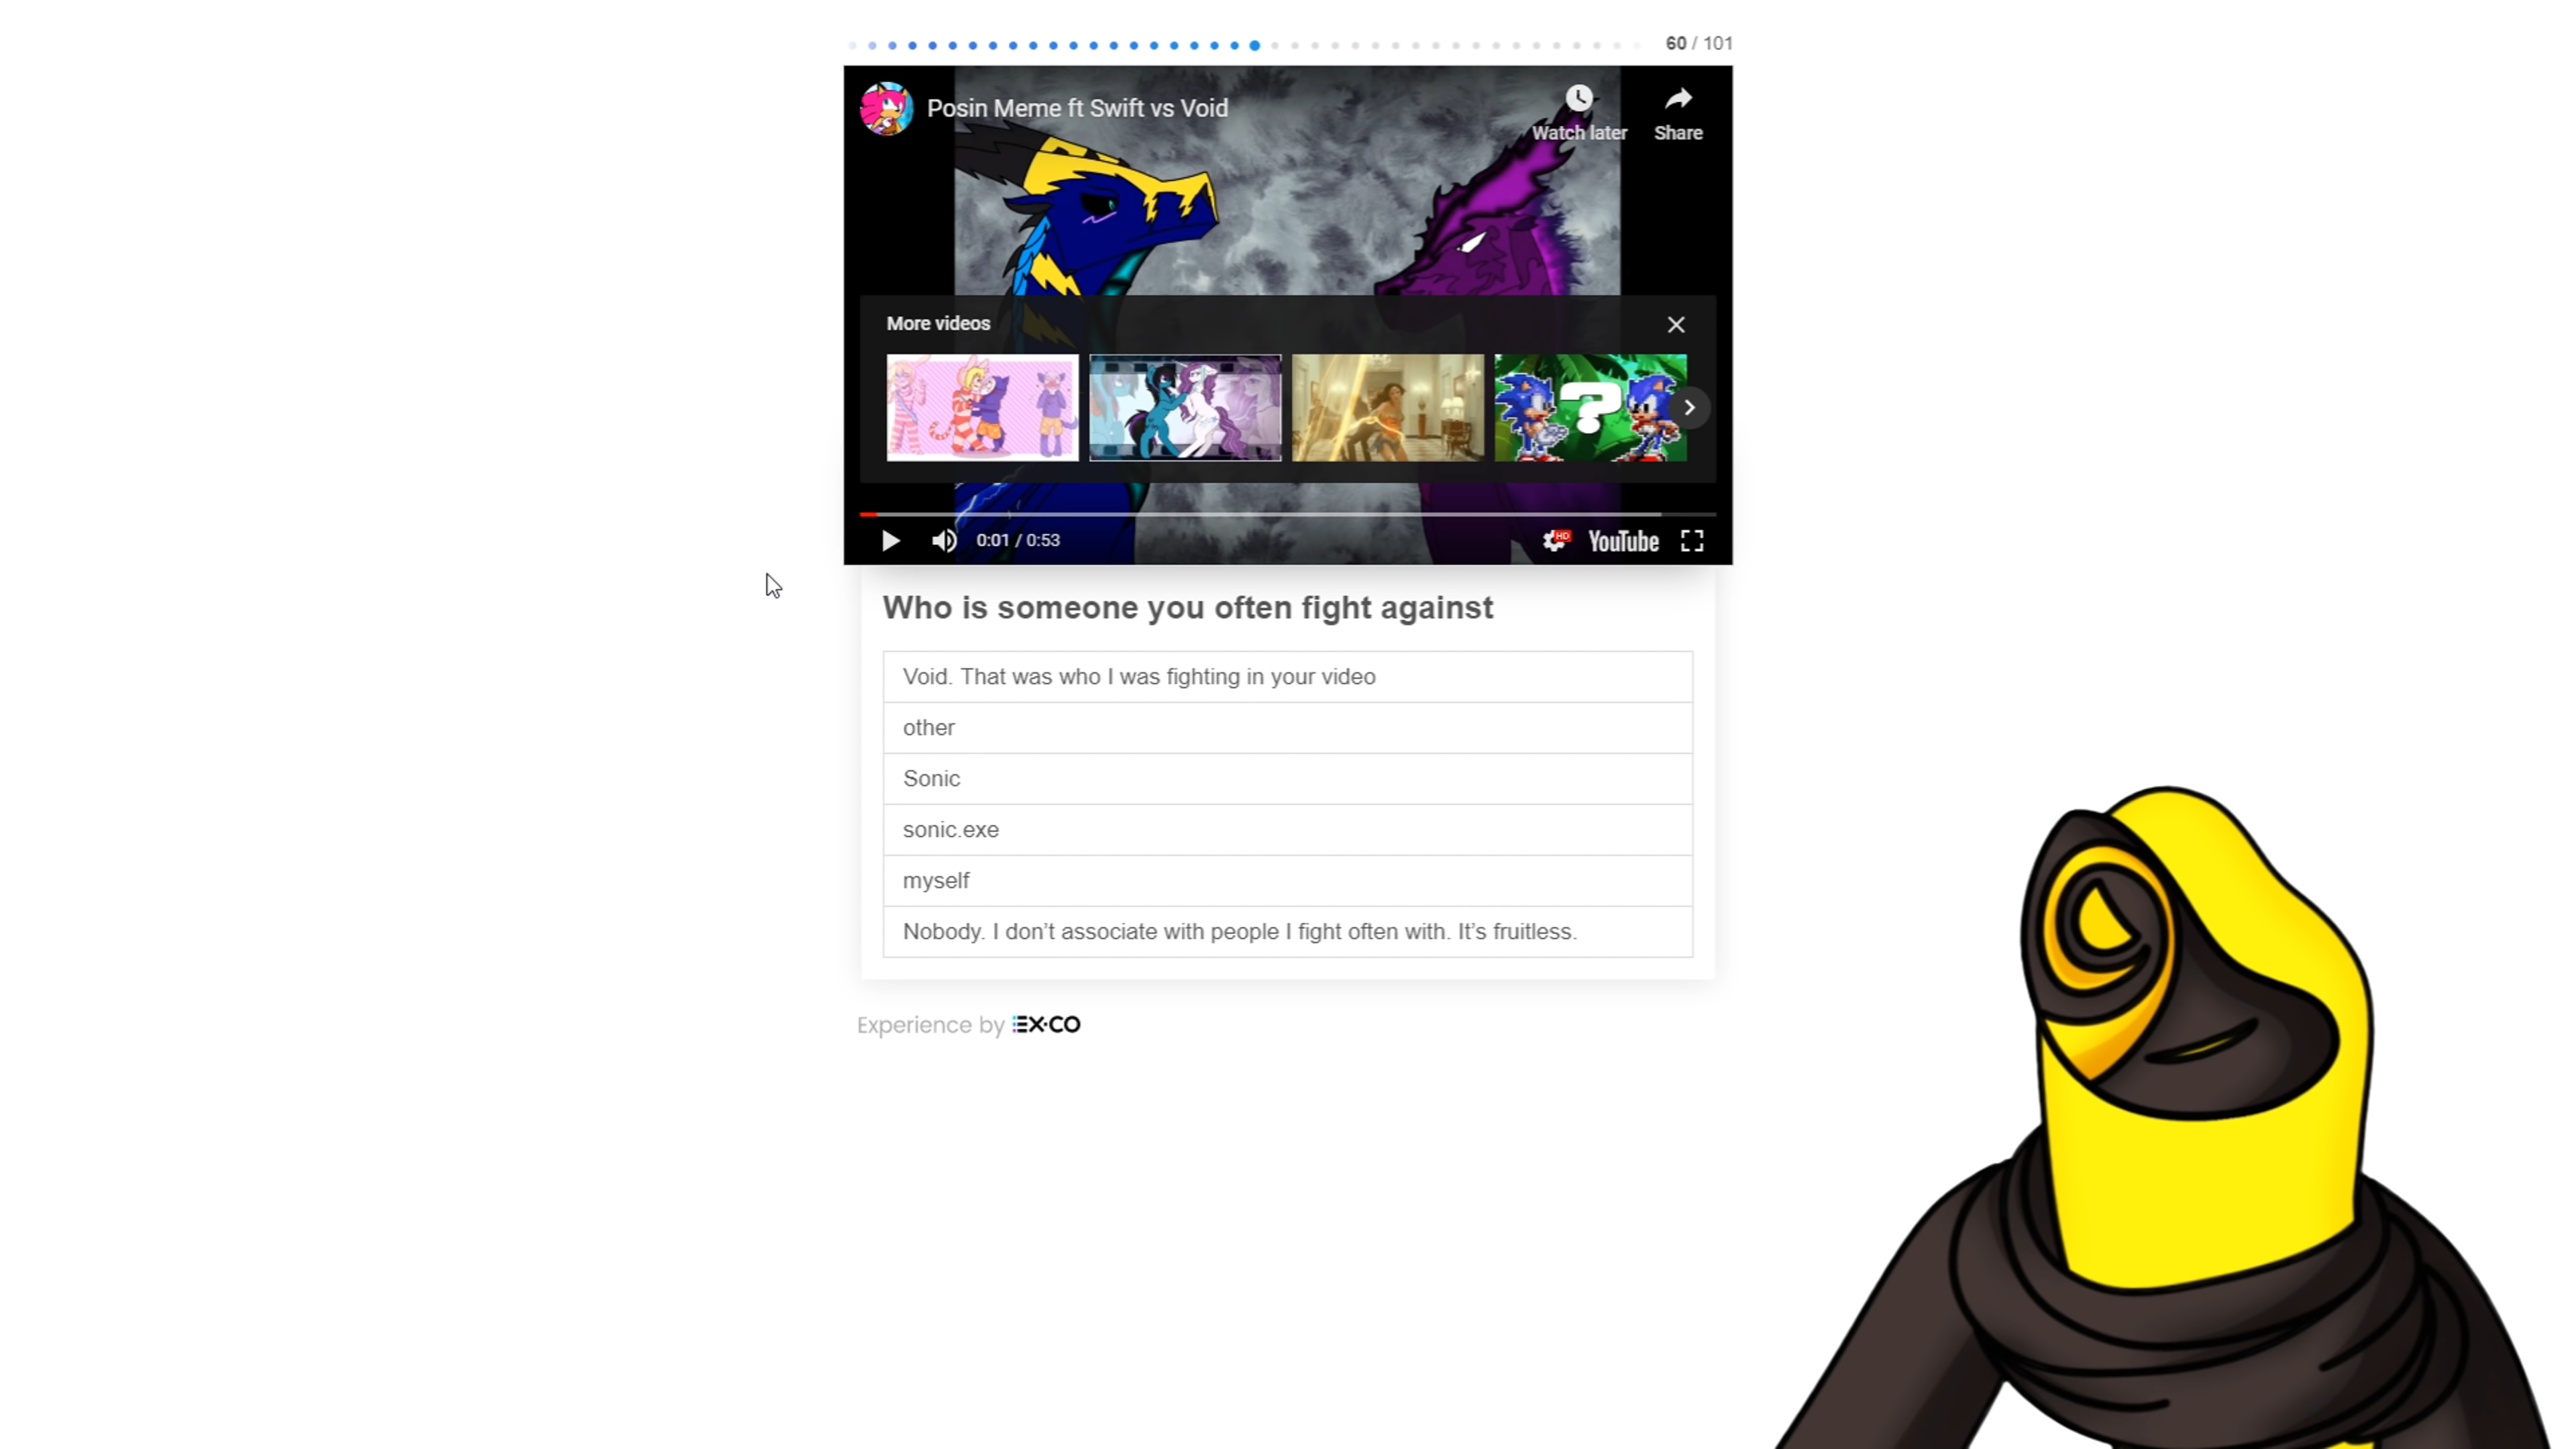 60 / 101
Posin Meme ft Swift vs Void
Watch later
Share
More videos
?
0:01 / 0:53
HD
YouTube
Who is someone you often fight against
Void. That was who I was fighting in your video
other
Sonic
sonic.exe
myself
Nobody. I don’t associate with people I fight often with. It’s fruitless.
Experience by EX·CO